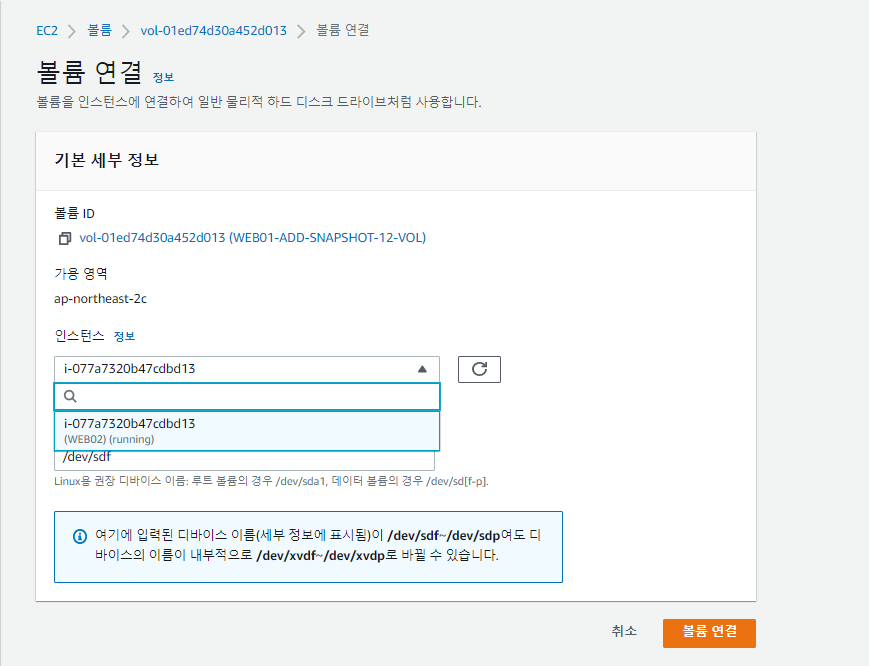 EC2 > 볼륨 > vol-01ed74d30a452d013 > 볼륨 연결
볼륨 연결 정보
볼륨을 인스턴스에 연결하여 일반 물리적 하드 디스크 드라이브처럼 사용합니다.
기본 세부 정보
볼륨 ID
vol-01ed74d30a452d013 (WEB01-ADD-SNAPSHOT-12-VOL)
가용 영역
ap-northeast-2c
인스턴스 정보
i-077a7320b47cdbd13
i-077a7320b47cdbd13
(WEB02) (running)
/dev/sdf
Linux용 권장 디바이스 이름: 루트 볼륨의 경우 /dev/sda1, 데이터 볼륨의 경우 /dev/sd[f-p].
여기에 입력된 디바이스 이름(세부 정보에 표시됨)이 /dev/sdf~/dev/sdp여도 디
바이스의 이름이 내부적으로 /dev/xvdf~/dev/xvdp로 바뀔 수 있습니다.
취소 볼륨 연결